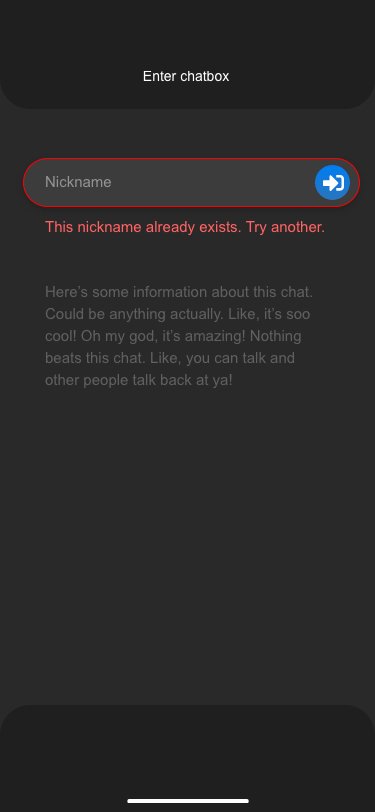 Enter chatbox
Nickname
This nickname already exists. Try another.
Here's some information about this chat.
Could be anything actually. Like, it's soo
cool! Oh my god, it's amazing! Nothing
beats this chat. Like, you can talk and
other people talk back at ya!